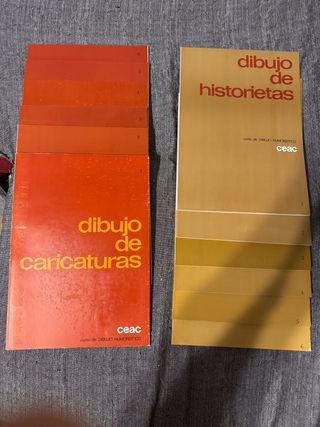 dibujo
de
caricaturas
ceac
curso de DIBUJO HUMORISTICO
dibujo
de
historietas
curso de DIBUJO HUMORISTICO
ceac